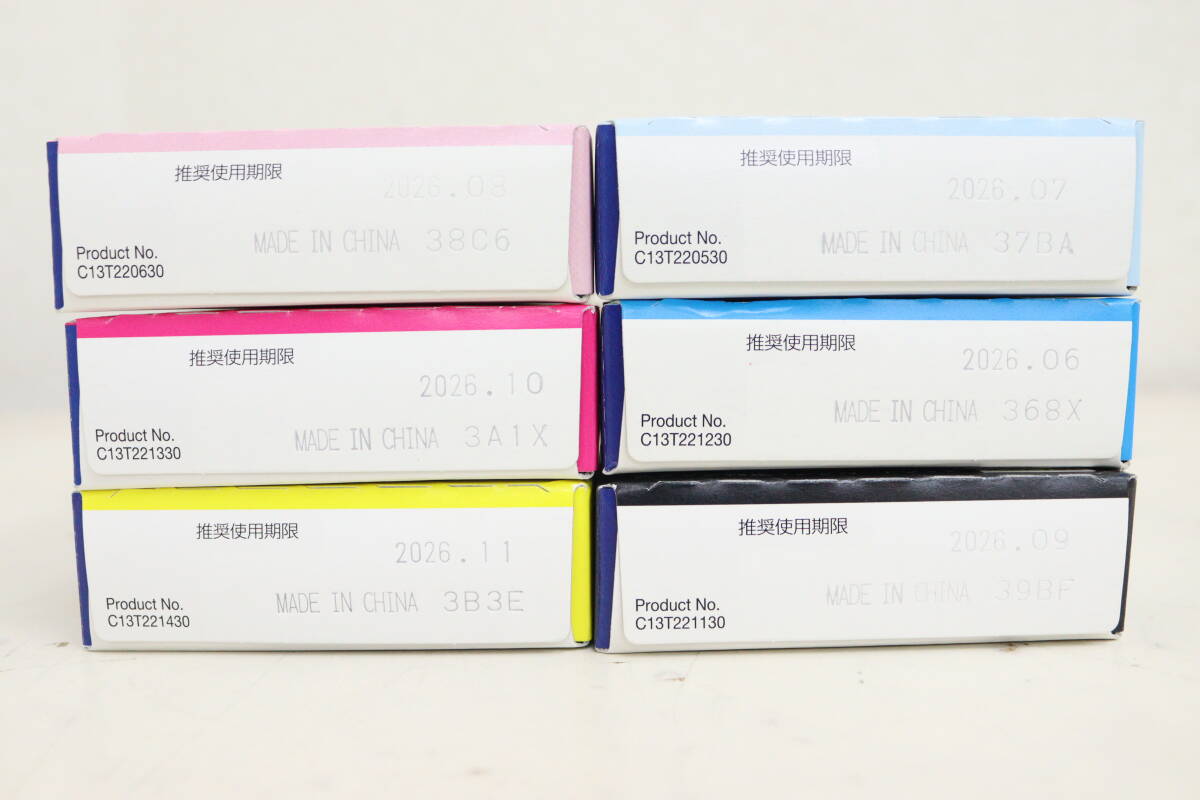 推奨使用期限
2026.08
MADE IN CHINA 38C6
Product No.
C13T220630
推奨使用期限
2026.07
MADE IN CHINA 37BA
Product No.
C13T220530
推奨使用期限
2026.10
MADE IN CHINA 3A1X
Product No.
C13T221330
推奨使用期限
2026.06
MADE IN CHINA 368X
Product No.
C13T221230
推奨使用期限
2026.11
MADE IN CHINA 3B3E
Product No.
C13T221430
推奨使用期限
2026.09
MADE IN CHINA 39BF
Product No.
C13T221130